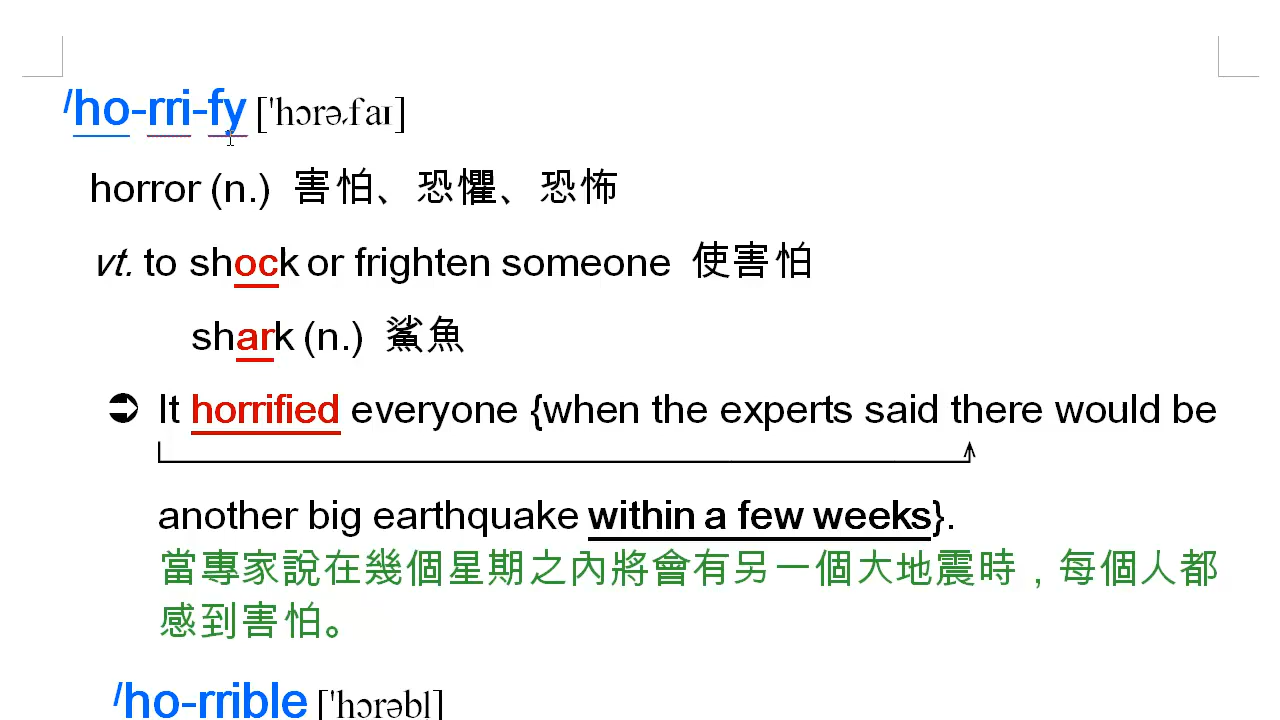 ˈho-rri-fy [ˈhɔrəˏfaɪ]
horror (n.) 害怕、恐懼、恐怖
vt. to shock or frighten someone 使害怕
shark (n.) 鯊魚
➲ It horrified everyone {when the experts said there would be
another big earthquake within a few weeks}.
當專家說在幾個星期之內將會有另一個大地震時，每個人都
感到害怕。
ˈho-rrible [ˈhɔrəbl]